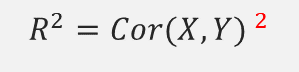 R² = Cor(X, Y) ²